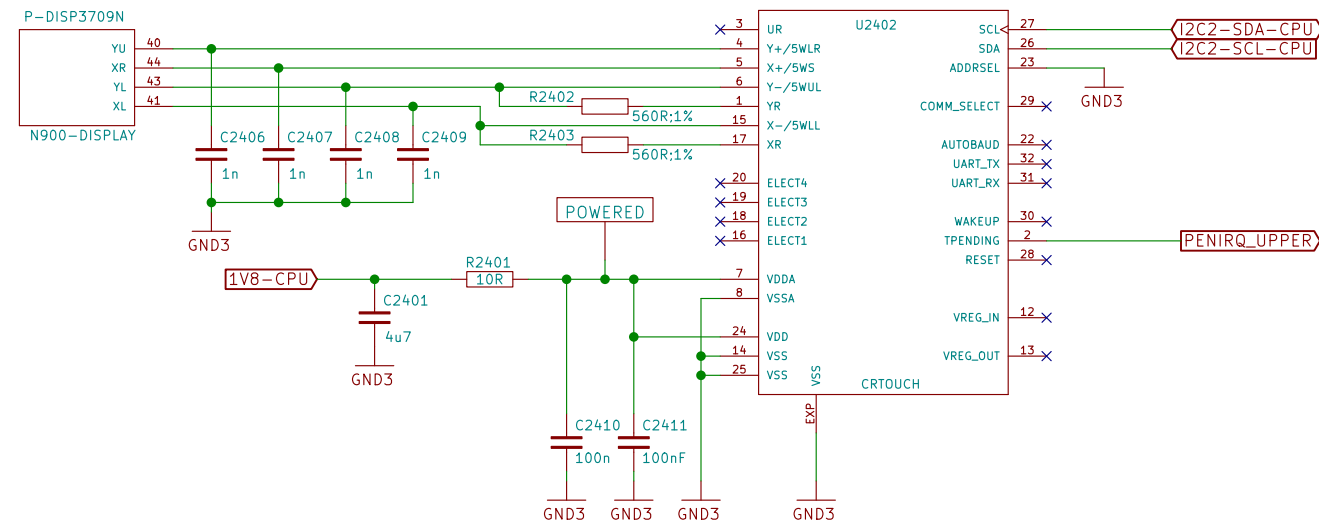 P-DISP3709N
YU 40
XR 44
YL 43
XL 41
N900-DISPLAY
C2406
1n
C2407
1n
C2408
1n
C2409
1n
GND3
R2402
560R;1%
R2403
560R;1%
POWERED
1V8-CPU
R2401
10R
C2401
4u7
GND3
C2410
100n
GND3
C2411
100nF
GND3
GND3
U2402
3 UR
4 Y+/5WLR
5 X+/5WS
6 Y-/5WUL
1 YR
15 X-/5WLL
17 XR
20 ELECT4
19 ELECT3
18 ELECT2
16 ELECT1
7 VDDA
8 VSSA
24 VDD
14 VSS
25 VSS
VSS
EXP
GND3
CRTOUCH
SCL 27
SDA 26
ADDRSEL 23
COMM_SELECT 29
AUTOBAUD 22
UART_TX 32
UART_RX 31
WAKEUP 30
TPENDING 2
RESET 28
VREG_IN 12
VREG_OUT 13
I2C2-SDA-CPU
I2C2-SCL-CPU
GND3
PENIRQ_UPPER